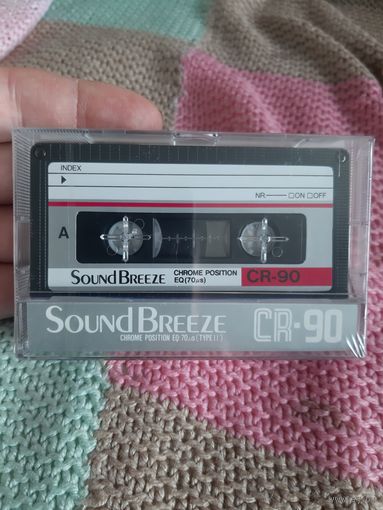 INDEX
NR ☐ON ☐OFF
A
SOUND BREEZE CHROME POSITION EQ(70µs) CR-90
SOUND BREEZE CR·90
CHROME POSITION EQ 70µs (TYPE II)